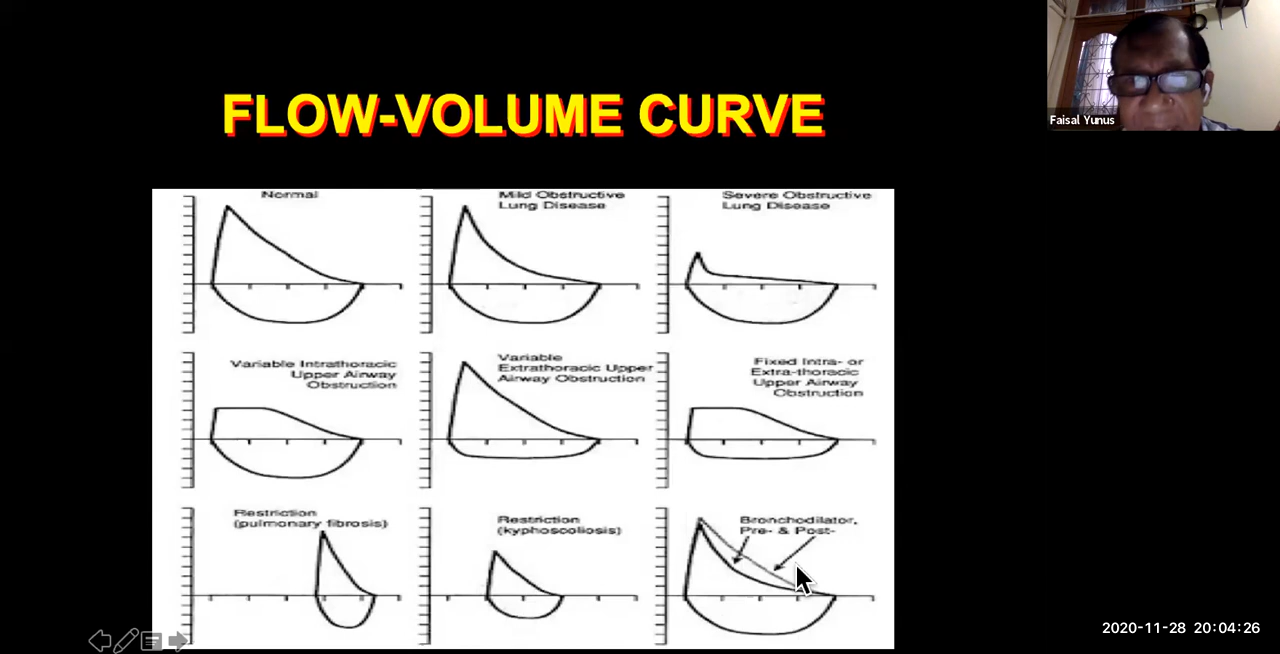 Faisal Yunus
FLOW-VOLUME CURVE
Normal
Mild Obstructive
Lung Disease
Severe Obstructive
Lung Disease
Variable Intrathoracic
Upper Airway
Obstruction
Variable
Extrathoracic Upper
Airway Obstruction
Fixed Intra- or
Extra-thoracic
Upper Airway
Obstruction
Restriction
(pulmonary fibrosis)
Restriction
(kyphoscoliosis)
Bronchodilator,
Pre- & Post-
2020-11-28 20:04:26